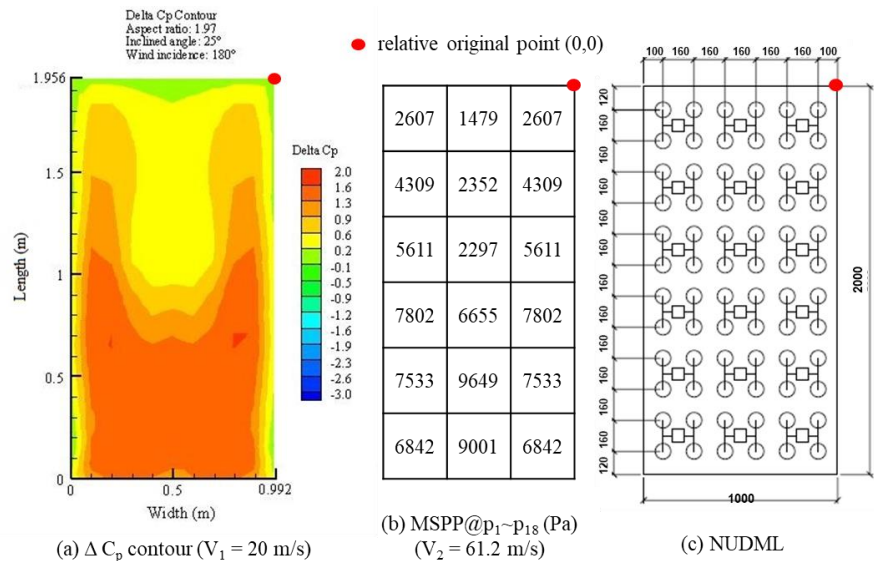 Delta Cp Contour
Aspect ratio: 1.97
Inclined angle: 25°
Wind incidence: 180°
relative original point (0,0)
1.956
1.5
1
0.5
0
Length (m)
0
0.5
0.992
Width (m)
Delta Cp
2.0
1.6
1.3
0.9
0.6
0.2
-0.1
-0.5
-0.9
-1.2
-1.6
-1.9
-2.3
-2.6
-3.0
(a) Δ Cp contour (V1 = 20 m/s)
2607 1479 2607
4309 2352 4309
5611 2297 5611
7802 6655 7802
7533 9649 7533
6842 9001 6842
(b) MSPP@p1~p18 (Pa)
(V2 = 61.2 m/s)
100 160 160 160 160 160 100
120
160
160
160
160
160
160
160
160
160
160
160
120
2000
1000
(c) NUDML